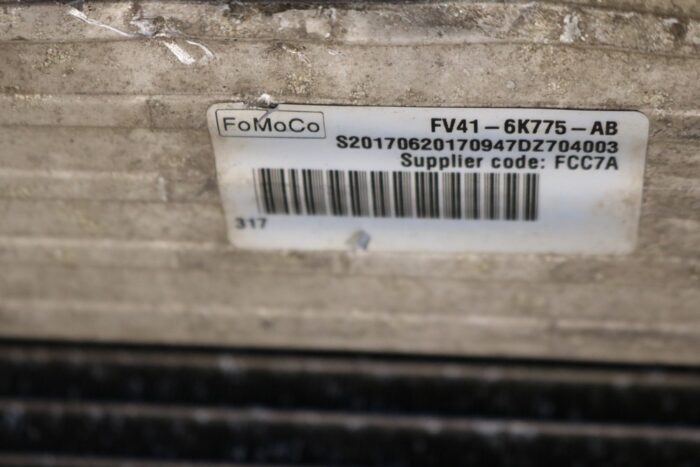 FoMoCo
FV41-6K775-AB
S20170620170947DZ704003
Supplier code: FCC7A
317